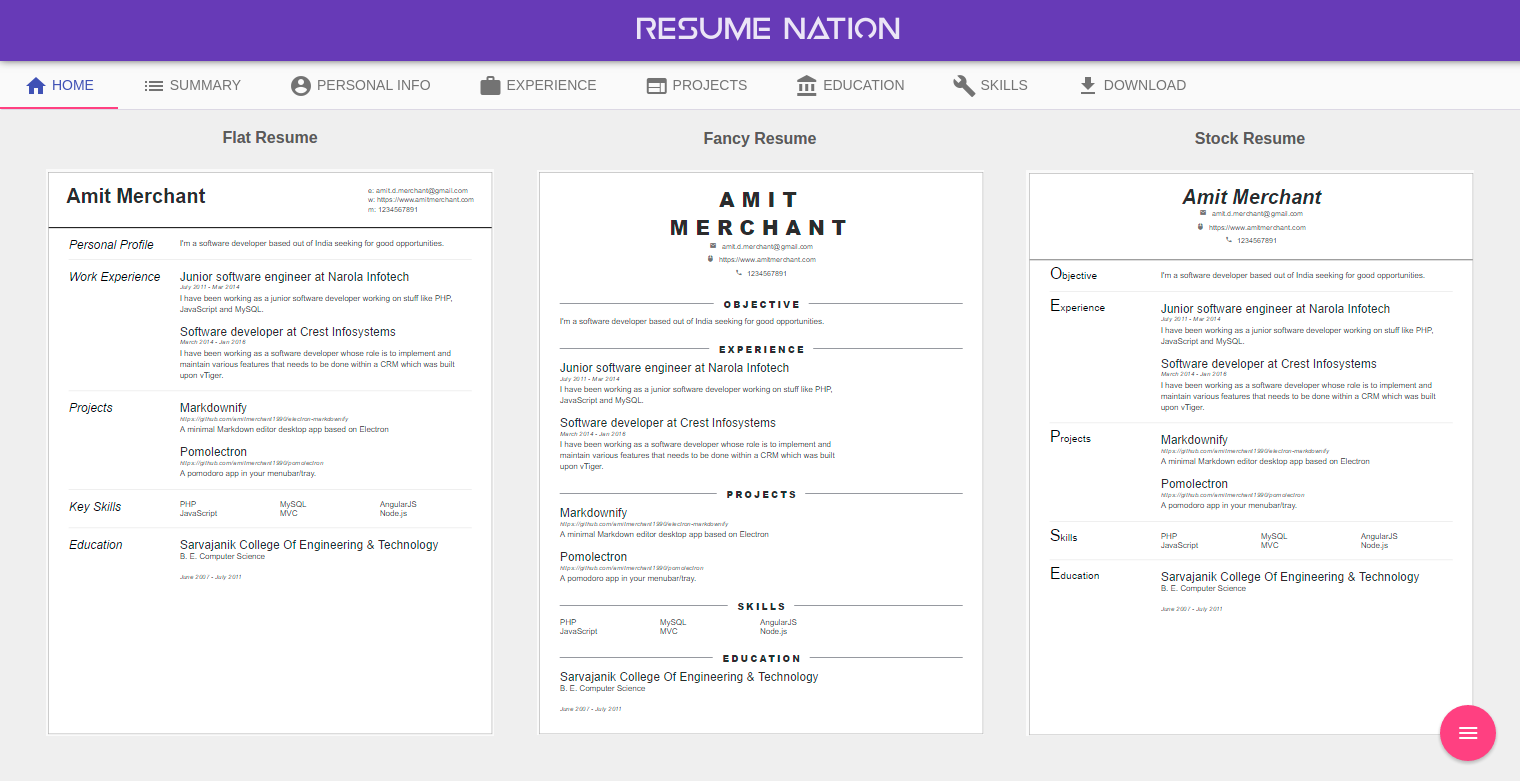 RESUME NATION
HOME
SUMMARY
PERSONAL INFO
EXPERIENCE
PROJECTS
EDUCATION
SKILLS
DOWNLOAD
Flat Resume
Amit Merchant
e: amit.d.merchant@gmail.com
w: https://www.amitmerchant.com
m: 1234567891
Personal Profile
I'm a software developer based out of India seeking for good opportunities.
Work Experience
Junior software engineer at Narola Infotech
July 2011 - Mar 2014
I have been working as a junior software developer working on stuff like PHP,
JavaScript and MySQL.
Software developer at Crest Infosystems
March 2014 - Jan 2016
I have been working as a software developer whose role is to implement and
maintain various features that needs to be done within a CRM which was built
upon vTiger.
Projects
Markdownify
https://github.com/amitmerchant1990/electron-markdownify
A minimal Markdown editor desktop app based on Electron
Pomolectron
https://github.com/amitmerchant1990/pomolectron
A pomodoro app in your menubar/tray.
Key Skills
PHP MySQL AngularJS
JavaScript MVC Node.js
Education
Sarvajanik College Of Engineering & Technology
B. E. Computer Science
June 2007 - July 2011
Fancy Resume
AMIT
MERCHANT
amit.d.merchant@gmail.com
https://www.amitmerchant.com
1234567891
OBJECTIVE
I'm a software developer based out of India seeking for good opportunities.
EXPERIENCE
Junior software engineer at Narola Infotech
July 2011 - Mar 2014
I have been working as a junior software developer working on stuff like PHP,
JavaScript and MySQL.
Software developer at Crest Infosystems
March 2014 - Jan 2016
I have been working as a software developer whose role is to implement and
maintain various features that needs to be done within a CRM which was built
upon vTiger.
PROJECTS
Markdownify
https://github.com/amitmerchant1990/electron-markdownify
A minimal Markdown editor desktop app based on Electron
Pomolectron
https://github.com/amitmerchant1990/pomolectron
A pomodoro app in your menubar/tray.
SKILLS
PHP MySQL AngularJS
JavaScript MVC Node.js
EDUCATION
Sarvajanik College Of Engineering & Technology
B. E. Computer Science
June 2007 - July 2011
Stock Resume
Amit Merchant
amit.d.merchant@gmail.com
https://www.amitmerchant.com
1234567891
Objective
I'm a software developer based out of India seeking for good opportunities.
Experience
Junior software engineer at Narola Infotech
July 2011 - Mar 2014
I have been working as a junior software developer working on stuff like PHP,
JavaScript and MySQL.
Software developer at Crest Infosystems
March 2014 - Jan 2016
I have been working as a software developer whose role is to implement and
maintain various features that needs to be done within a CRM which was built
upon vTiger.
Projects
Markdownify
https://github.com/amitmerchant1990/electron-markdownify
A minimal Markdown editor desktop app based on Electron
Pomolectron
https://github.com/amitmerchant1990/pomolectron
A pomodoro app in your menubar/tray.
Skills
PHP MySQL AngularJS
JavaScript MVC Node.js
Education
Sarvajanik College Of Engineering & Technology
B. E. Computer Science
June 2007 - July 2011